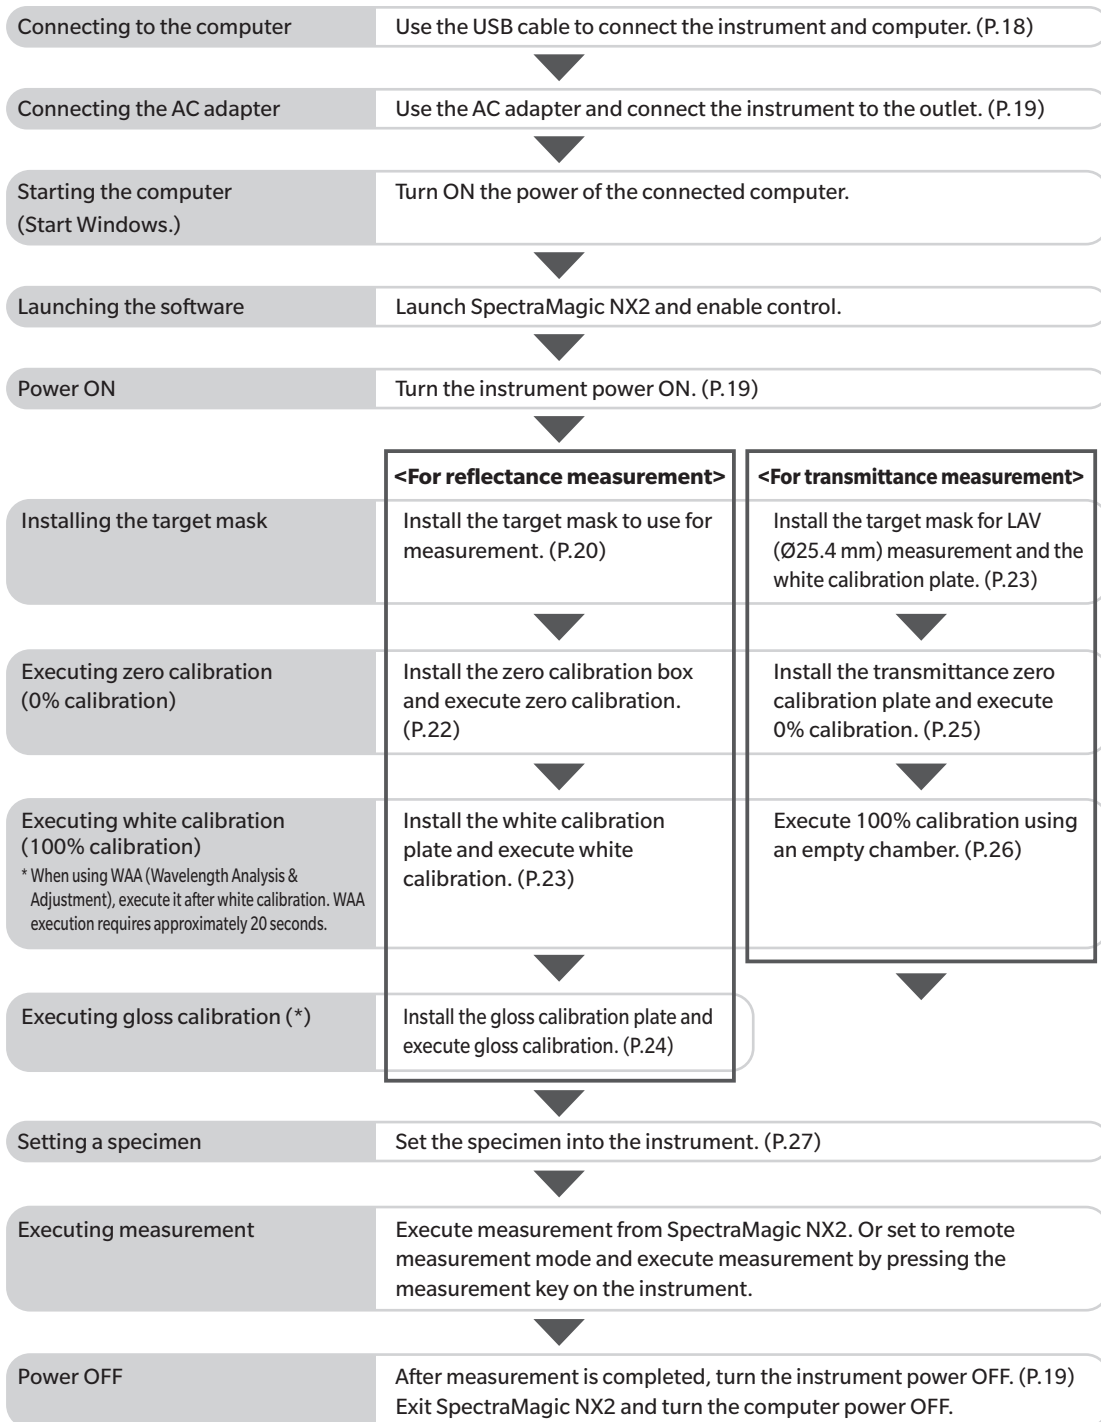 Connecting to the computer
Use the USB cable to connect the instrument and computer. (P.18)
Connecting the AC adapter
Use the AC adapter and connect the instrument to the outlet. (P.19)
Starting the computer
(Start Windows.)
Turn ON the power of the connected computer.
Launching the software
Launch SpectraMagic NX2 and enable control.
Power ON
Turn the instrument power ON. (P.19)
<For reflectance measurement>
<For transmittance measurement>
Installing the target mask
Install the target mask to use for
measurement. (P.20)
Install the target mask for LAV
(Ø25.4 mm) measurement and the
white calibration plate. (P.23)
Executing zero calibration
(0% calibration)
Install the zero calibration box
and execute zero calibration.
(P.22)
Install the transmittance zero
calibration plate and execute
0% calibration. (P.25)
Executing white calibration
(100% calibration)
* When using WAA (Wavelength Analysis &
Adjustment), execute it after white calibration. WAA
execution requires approximately 20 seconds.
Install the white calibration
plate and execute white
calibration. (P.23)
Execute 100% calibration using
an empty chamber. (P.26)
Executing gloss calibration (*)
Install the gloss calibration plate and
execute gloss calibration. (P.24)
Setting a specimen
Set the specimen into the instrument. (P.27)
Executing measurement
Execute measurement from SpectraMagic NX2. Or set to remote
measurement mode and execute measurement by pressing the
measurement key on the instrument.
Power OFF
After measurement is completed, turn the instrument power OFF. (P.19)
Exit SpectraMagic NX2 and turn the computer power OFF.